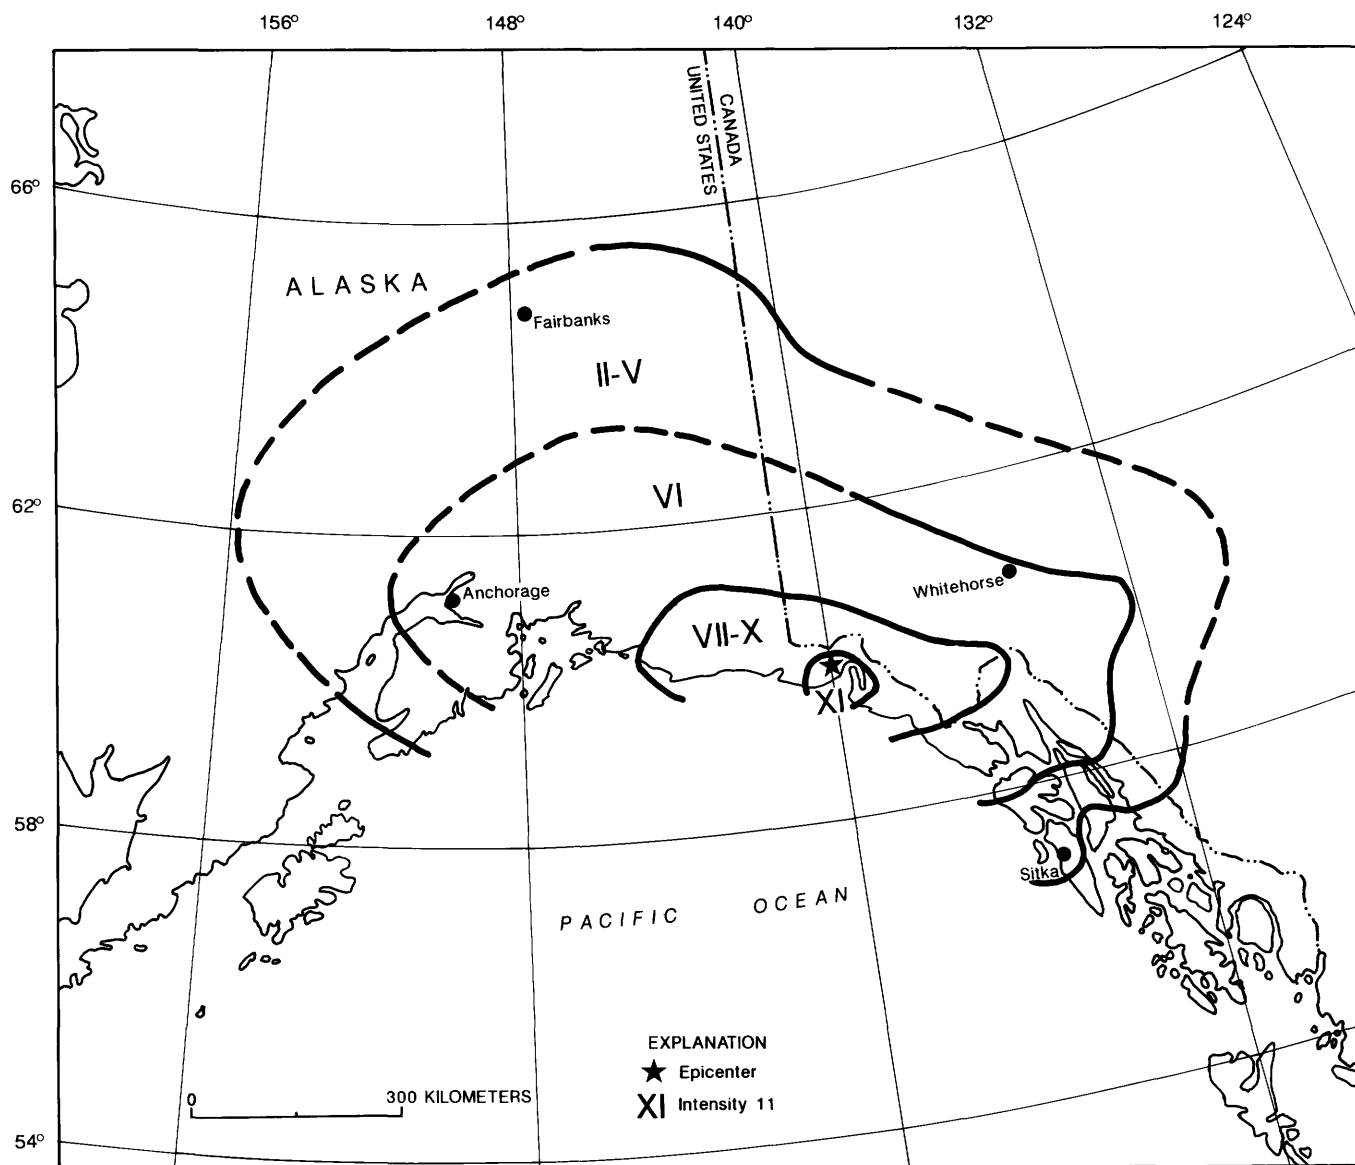 156° 148° 140° 132° 124°
CANADA
UNITED STATES
66°
ALASKA
Fairbanks
II-V
62°
VI
Anchorage
Whitehorse
VII-X
XI
58°
Sitka
PACIFIC OCEAN
EXPLANATION
Epicenter
0 300 KILOMETERS
XI Intensity 11
54°